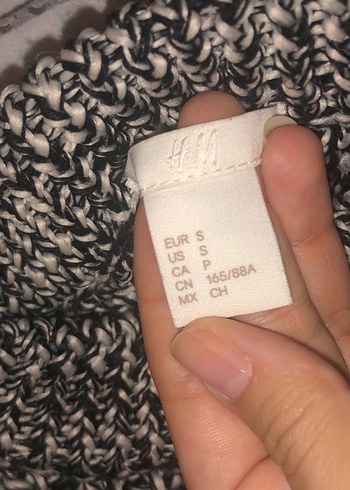 H&M
EUR S
US S
CA P
CN 165/88A
MX CH